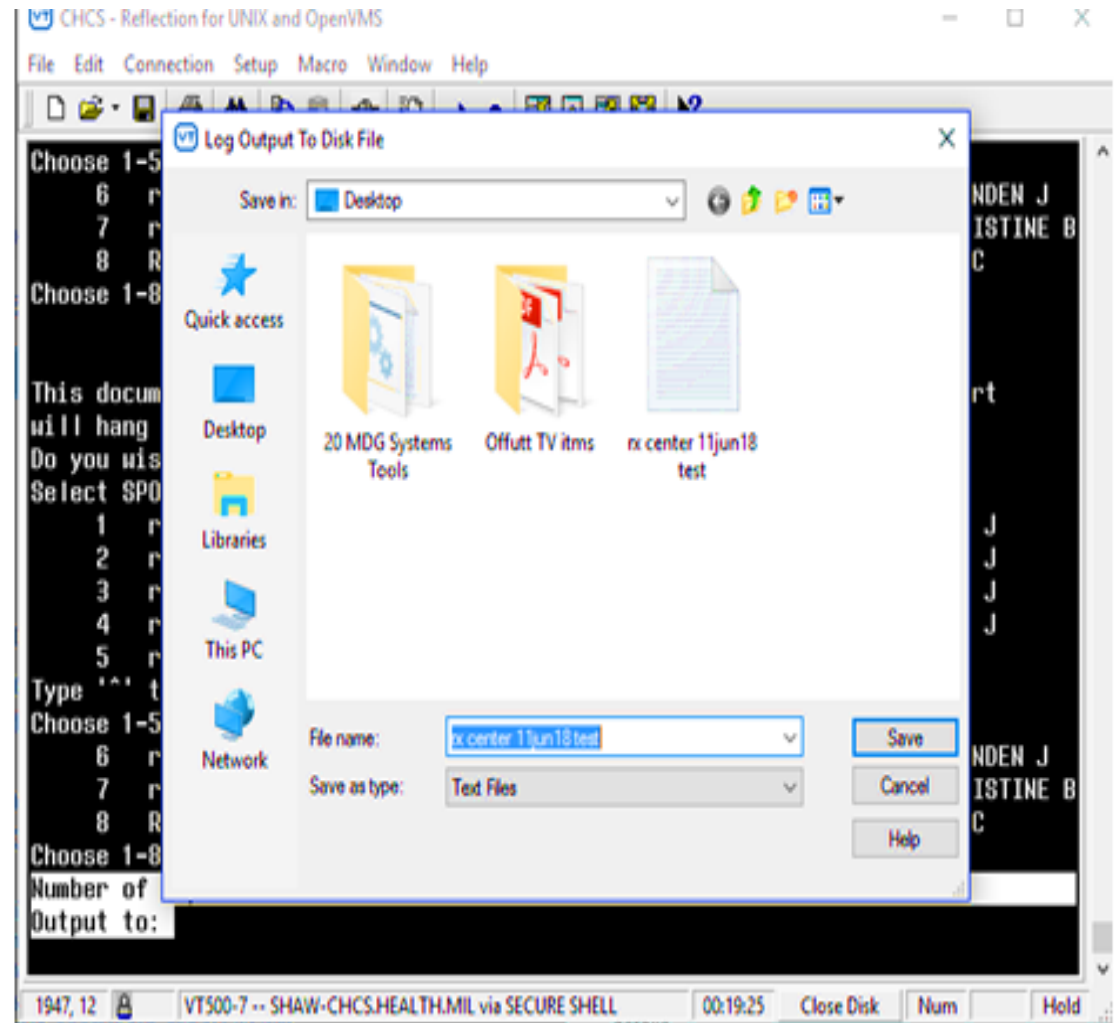 CHCS - Reflection for UNIX and OpenVMS
File Edit Connection Setup Macro Window Help
Log Output To Disk File
Save in: Desktop
Quick access
Desktop
Libraries
This PC
Network
20 MDG Systems Tools
Offutt TV itms
rx center 11jun18 test
File name: rx center 11jun18 test
Save as type: Text Files
Save
Cancel
Help
Choose 1-5
6 r NDEN J
7 r ISTINE B
8 R C
Choose 1-8
This docum rt
will hang
Do you wis
Select SPO
1 r J
2 r J
3 r J
4 r J
5 r
Type '^' t
Choose 1-5
6 r NDEN J
7 r ISTINE B
8 R C
Choose 1-8
Number of
Output to:
1947, 12 VT500-7 -- SHAW-CHCS.HEALTH.MIL via SECURE SHELL 00:19:25 Close Disk Num Hold